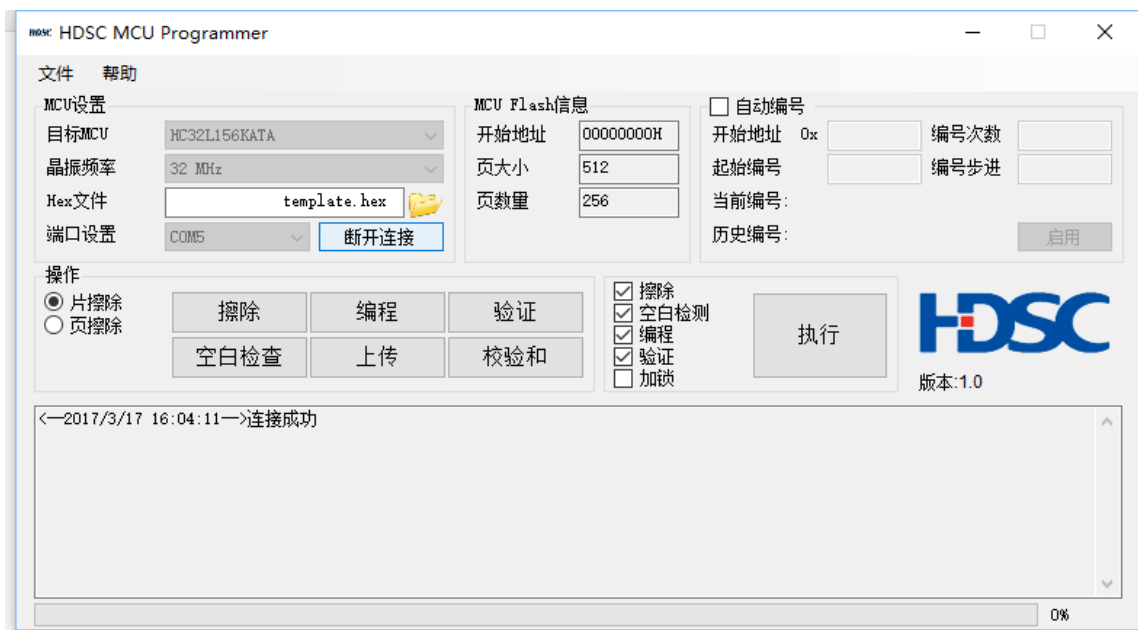 HDSC HDSC MCU Programmer
文件 帮助
MCU设置
目标MCU HC32L156KATA
晶振频率 32 MHz
Hex文件 template.hex
端口设置 COM5 断开连接
MCU Flash信息
开始地址 00000000H
页大小 512
页数量 256
自动编号
开始地址 0x 编号次数
起始编号 编号步进
当前编号:
历史编号: 启用
操作
片擦除
页擦除
擦除 编程 验证
空白检查 上传 校验和
擦除
空白检测
编程
验证
加锁
执行
HDSC
版本:1.0
<—2017/3/17 16:04:11—>连接成功
0%